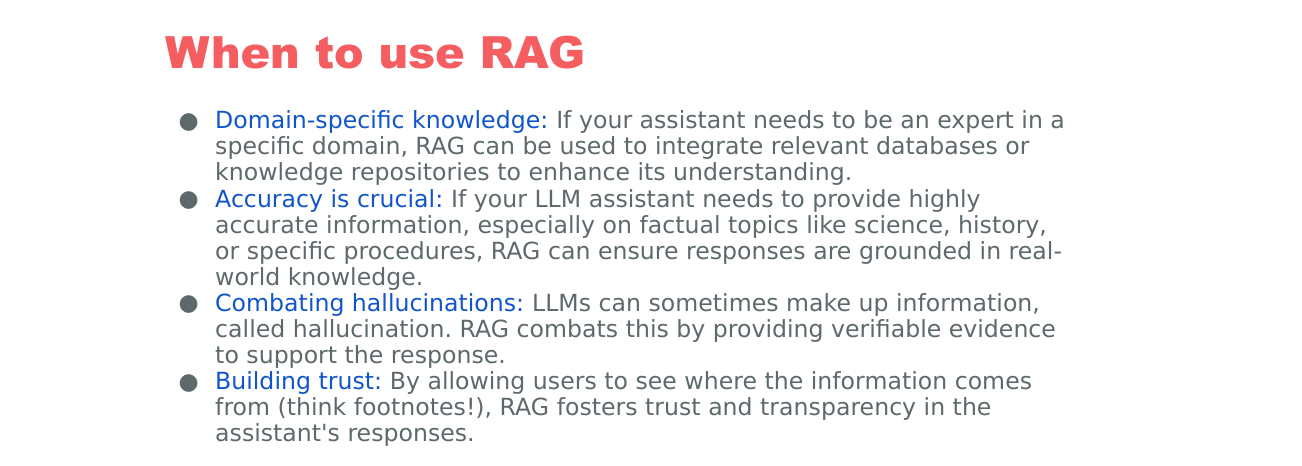 When to use RAG
● Domain-specific knowledge: If your assistant needs to be an expert in a
specific domain, RAG can be used to integrate relevant databases or
knowledge repositories to enhance its understanding.
● Accuracy is crucial: If your LLM assistant needs to provide highly
accurate information, especially on factual topics like science, history,
or specific procedures, RAG can ensure responses are grounded in real-
world knowledge.
● Combating hallucinations: LLMs can sometimes make up information,
called hallucination. RAG combats this by providing verifiable evidence
to support the response.
● Building trust: By allowing users to see where the information comes
from (think footnotes!), RAG fosters trust and transparency in the
assistant's responses.